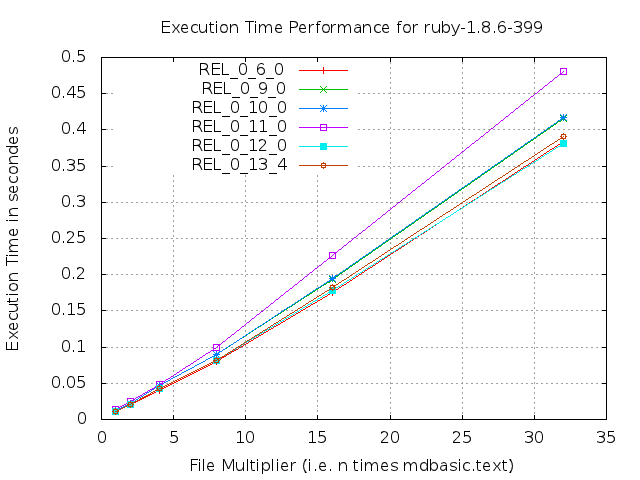 Execution Time Performance for ruby-1.8.6-399
0.5
REL_0_6_0
REL_0_9_0
0.45
REL_0_10_0
0.4
REL_0_11_0
REL_0_12_0
0.35
REL_0_13_4
0.3
0.25
0.2
0.15
0.1
0.05
0
Execution Time in secondes
0 5 10 15 20 25 30 35
File Multiplier (i.e. n times mdbasic.text)